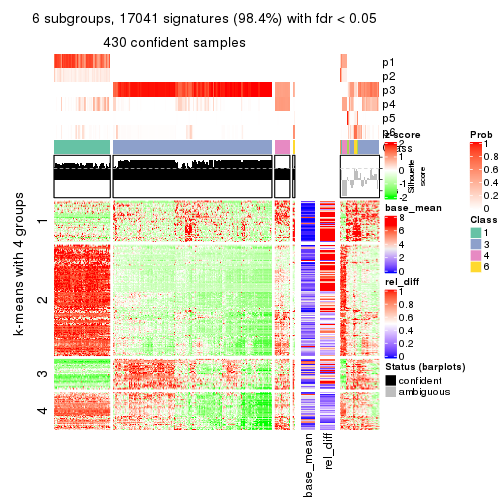 6 subgroups, 17041 signatures (98.4%) with fdr < 0.05
430 confident samples
p1
p2
p3
p4
p5
p6
Class
z-score
2
1
0
-1
-2
Silhouette
score
Prob
1
0.8
0.6
0.4
0.2
0
base_mean
8
6
4
2
0
Class
1
3
4
6
rel_diff
1
0.8
0.6
0.4
0.2
0
Status (barplots)
confident
ambiguous
k-means with 4 groups
1
2
3
4
base_mean
rel_diff